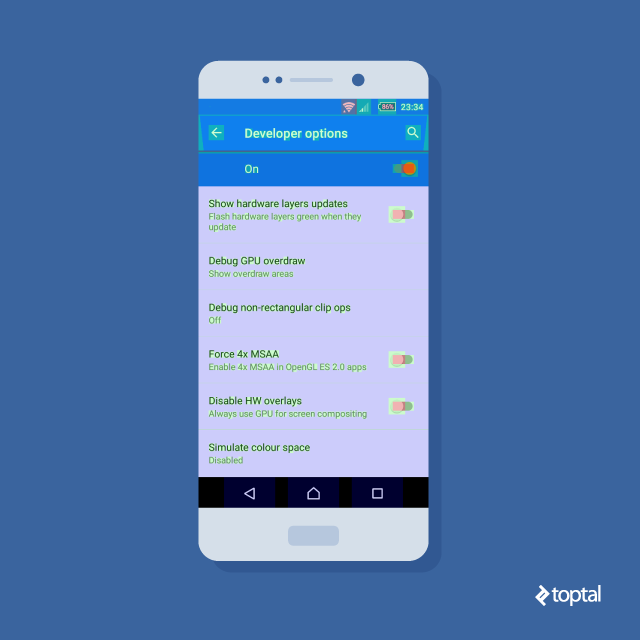 86% 23:34
Developer options
On
Show hardware layers updates
Flash hardware layers green when they
update
Debug GPU overdraw
Show overdraw areas
Debug non-rectangular clip ops
Off
Force 4x MSAA
Enable 4x MSAA in OpenGL ES 2.0 apps
Disable HW overlays
Always use GPU for screen compositing
Simulate colour space
Disabled
toptal